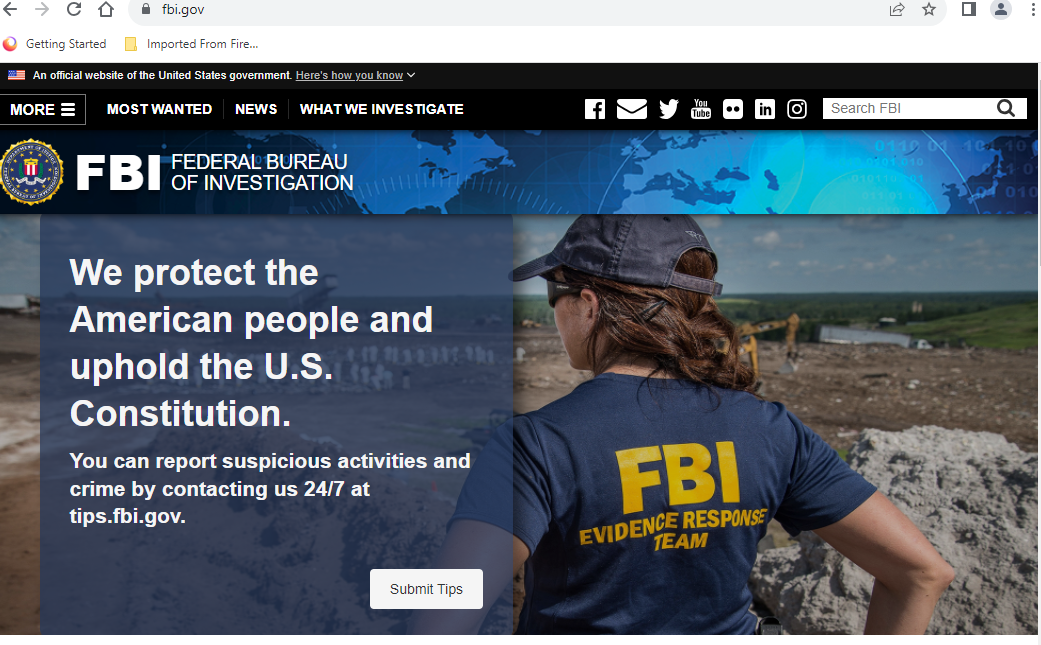 fbi.gov
Getting Started Imported From Fire...
An official website of the United States government. Here's how you know
MORE MOST WANTED NEWS WHAT WE INVESTIGATE
You
Tube
in
Search FBI
FBI FEDERAL BUREAU
OF INVESTIGATION
We protect the
American people and
uphold the U.S.
Constitution.
You can report suspicious activities and
crime by contacting us 24/7 at
tips.fbi.gov.
Submit Tips
FBI
EVIDENCE RESPONSE
TEAM